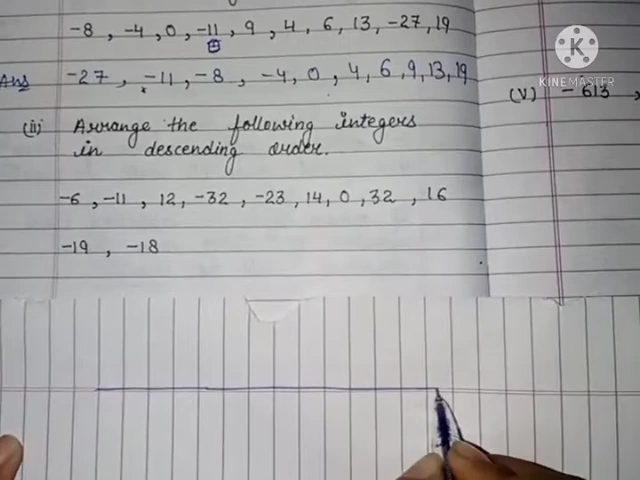 -8 , -4 , 0 , -11 , 9 , 4 , 6 , 13 , -27 , 19
Ans -27 , -11 , -8 , -4 , 0 , 4 , 6 , 9 , 13 , 19
(ii) Arrange the following integers
in descending order.
-6 , -11 , 12 , -32 , -23 , 14 , 0 , 32 , 16
-19 , -18
KINEMASTER
(V.) - 613 ,